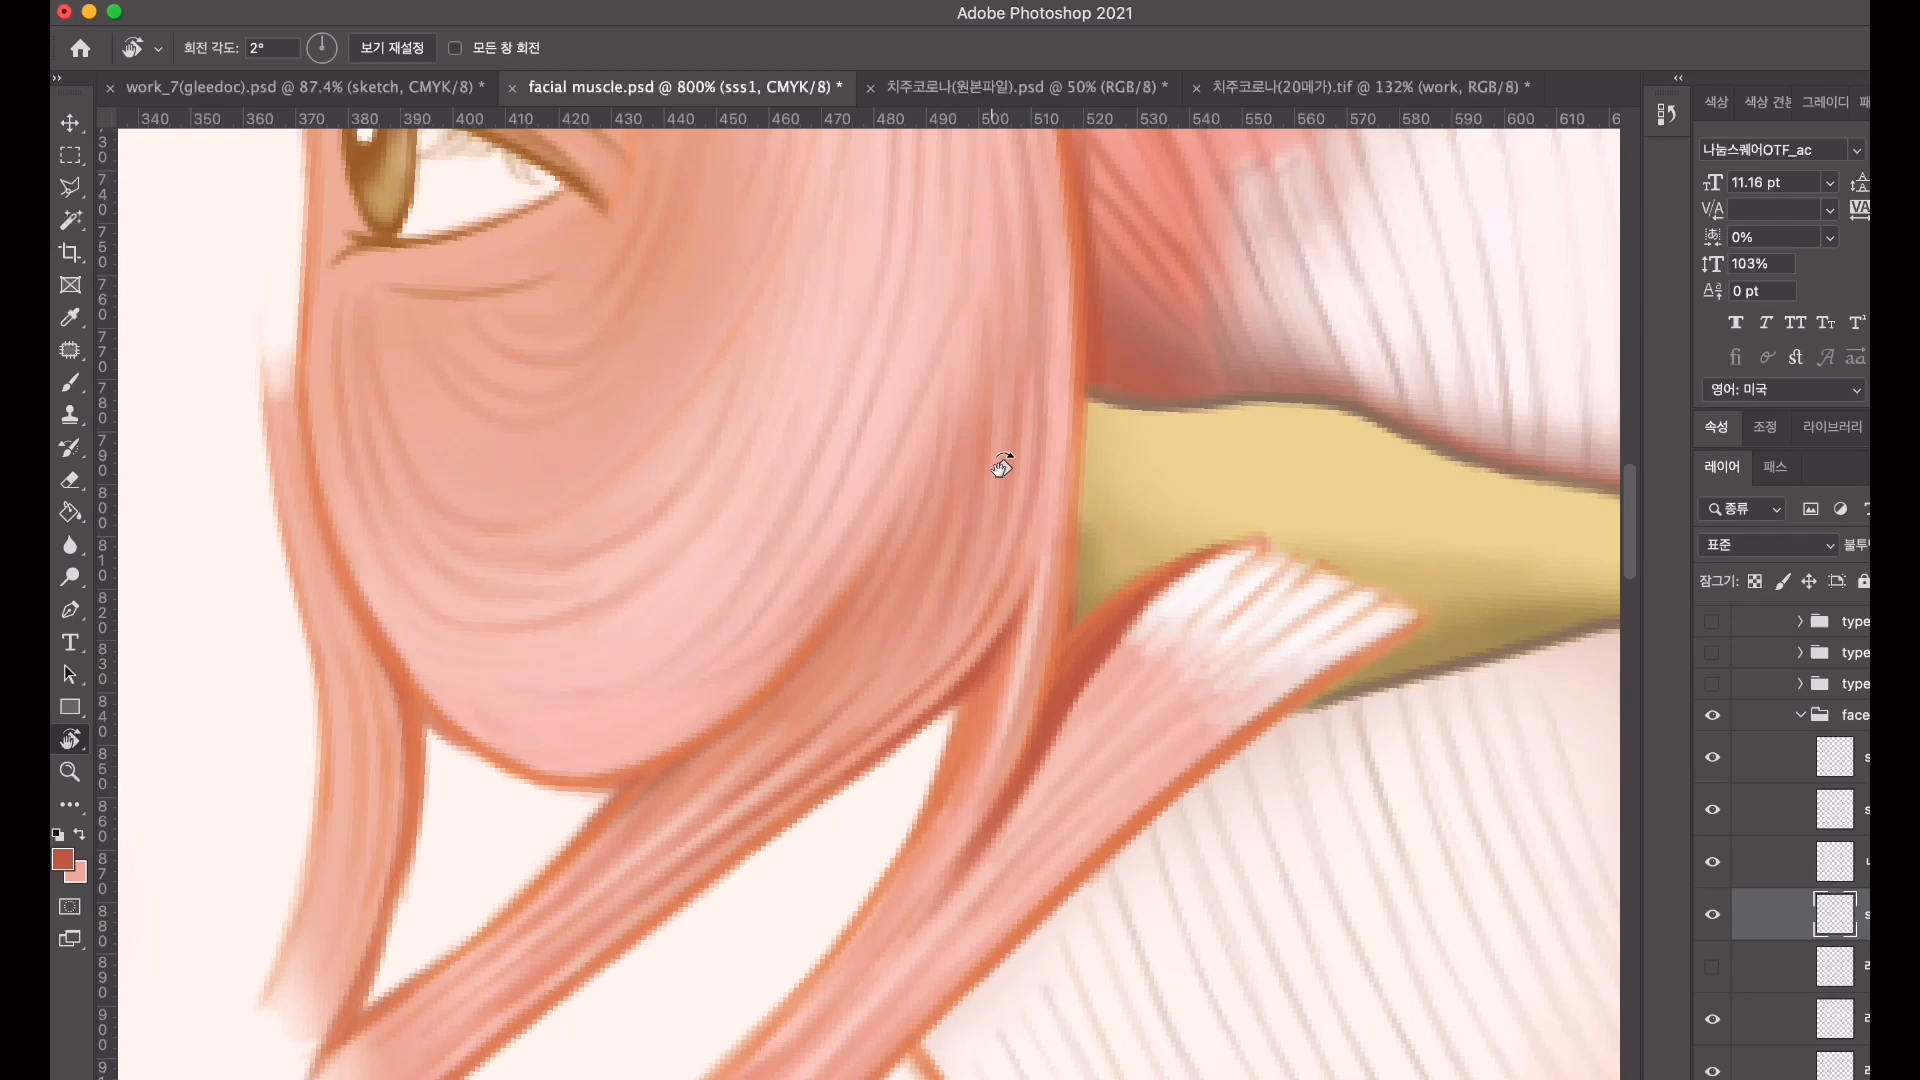 Adobe Photoshop 2021
회전 각도: 2° 보기 재설정 모든 창 회전
work_7(gleedoc).psd @ 87.4% (sketch, CMYK/8) * facial muscle.psd @ 800% (sss1, CMYK/8) * 치주코로나(원본파일).psd @ 50% (RGB/8) * 치주코로나(20메가).tif @ 132% (work, RGB/8) *
340 350 360 370 380 390 400 410 420 430 440 450 460 470 480 490 500 510 520 530 540 550 560 570 580 590 600 610 6
색상 색상 견본 그레이디
나눔스퀘어OTF_ac
11.16 pt
0%
103%
0 pt
영어: 미국
속성 조정 라이브러리
레이어 패스
종류
표준 불투
잠그기:
type
type
type
face